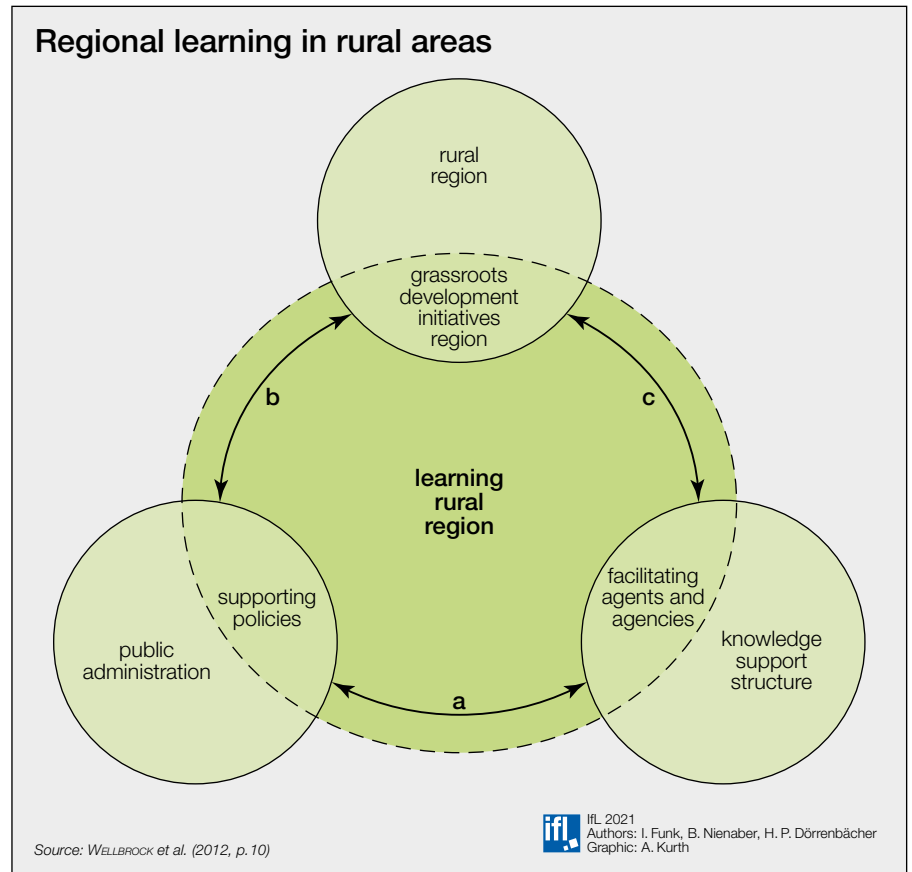 Regional learning in rural areas
rural
region
grassroots
development
initiatives
region
b
c
learning
rural
region
supporting
policies
public
administration
facilitating
agents and
agencies
knowledge
support
structure
a
Source: WELLBROCK et al. (2012, p.10)
ifl
IfL 2021
Authors: I. Funk, B. Nienaber, H. P. Dörrenbächer
Graphic: A. Kurth